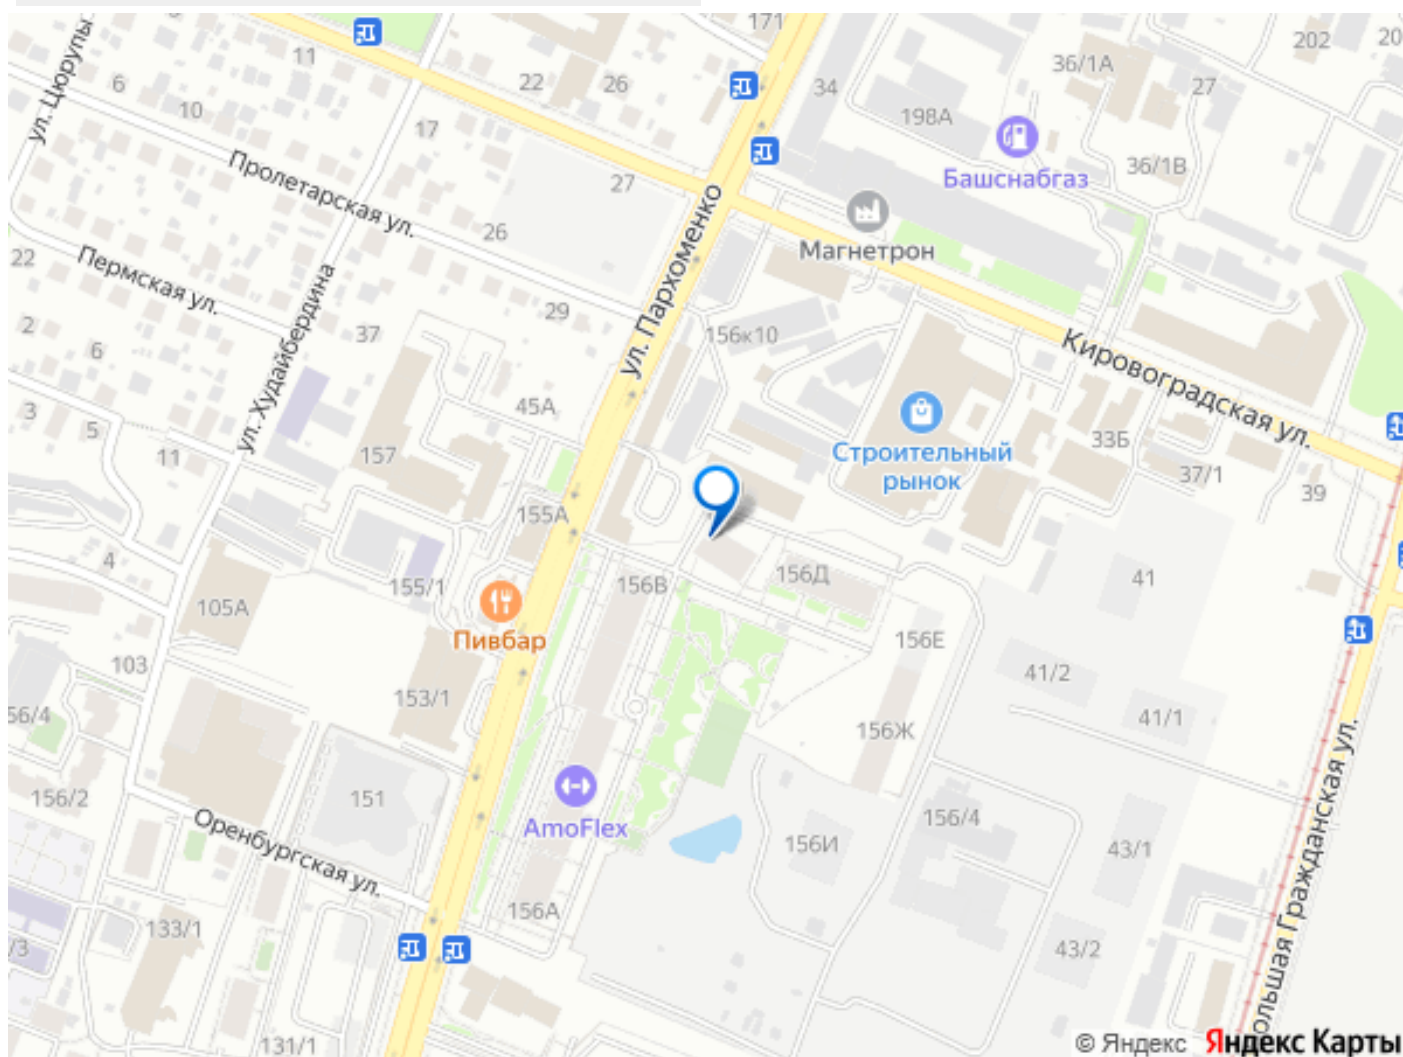 171
202
20
ул. Цюрупы
11
36/1А
6
22
26
34
27
10
198А
17
Пролетарская ул.
27
Башснабгаз
36/1В
26
Магнетрон
22
Пермская ул.
ул. Пархоменко
29
2
37
156к10
ул. Худайбердина
6
Кировоградская ул.
3
5
45А
11
157
Строительный
рынок
33Б
37/1
39
155А
4
155/1
156В
156Д
41
105А
Пивбар
156Е
103
41/2
153/1
56/4
156Ж
41/1
156/2
151
AmoFlex
156/4
Оренбургская ул.
156И
43/1
156А
133/1
/3
43/2
131/1
ольшая Гражданская ул.
© Яндекс Яндекс Карты